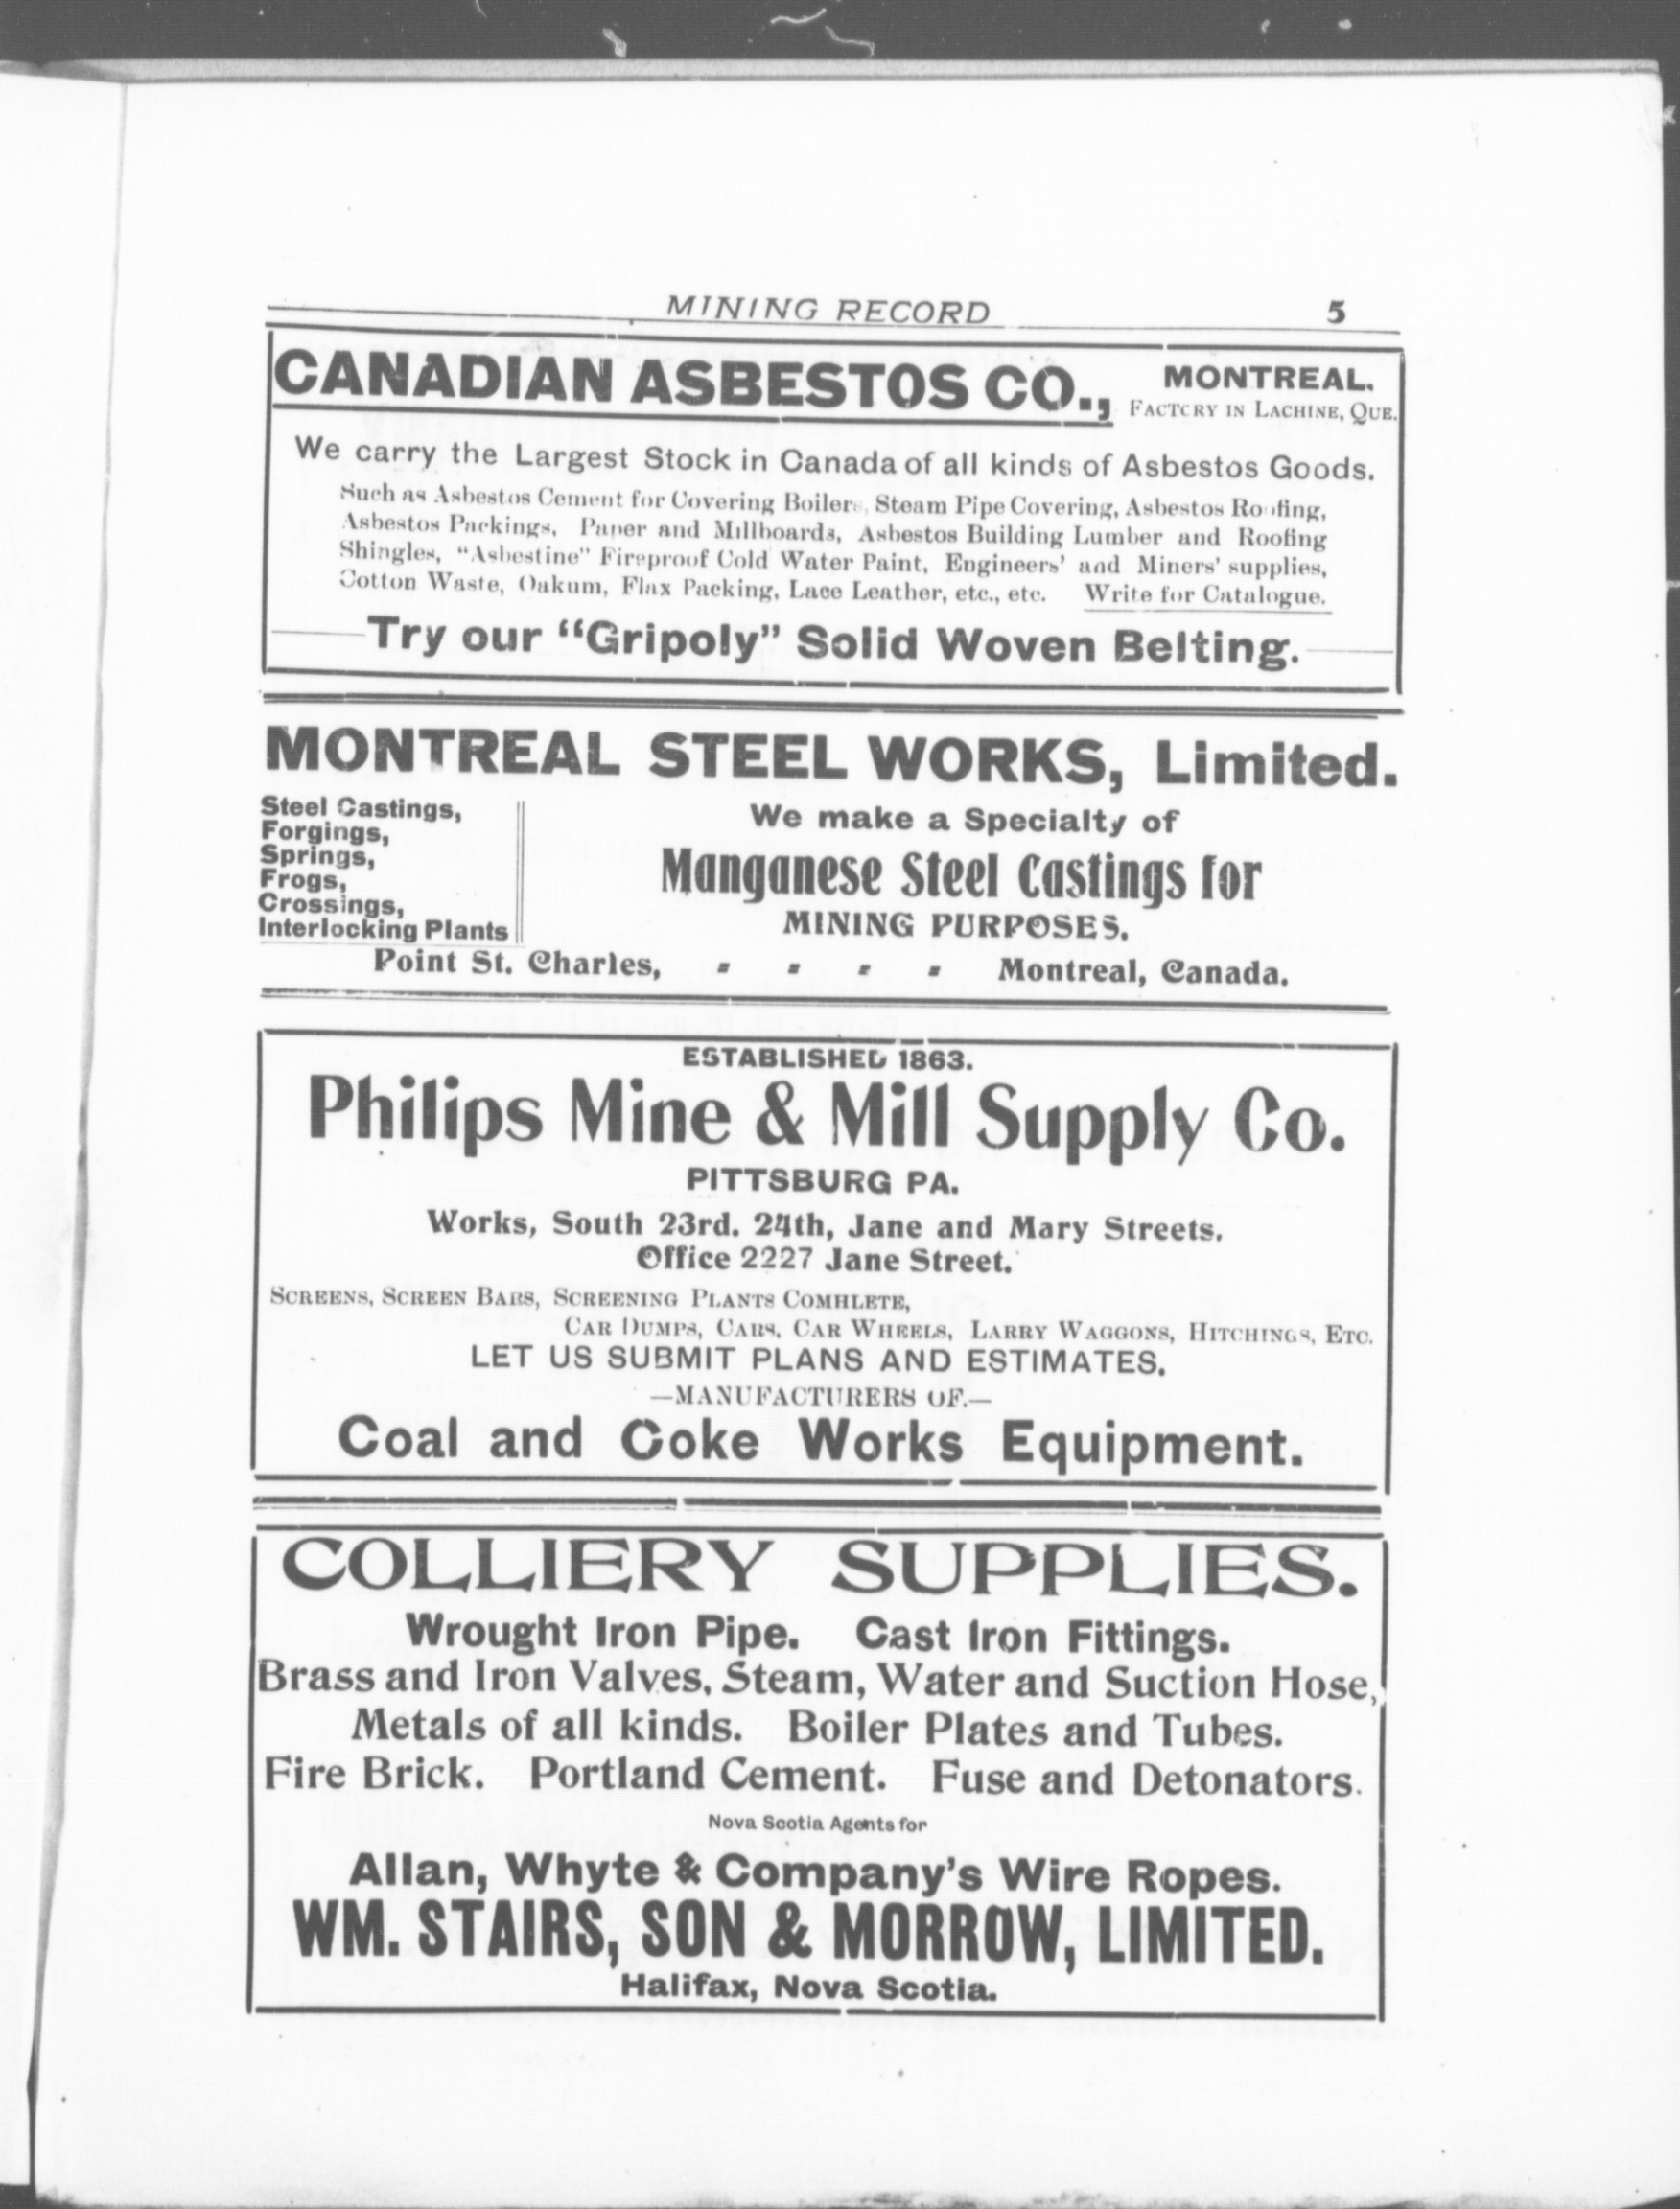 MINING RECORD 5
CANADIAN ASBESTOS CO., MONTREAL.
FACTCRY IN LACHINE, QUE.
We carry the Largest Stock in Canada of all kinds of Asbestos Goods.
Such as Asbestos Cement for Covering Boilers, Steam Pipe Covering, Asbestos Roofing,
Asbestos Packings, Paper and Millboards, Asbestos Building Lumber and Roofing
Shingles, "Asbestine" Fireproof Cold Water Paint, Engineers' and Miners' supplies,
Cotton Waste, Oakum, Flax Packing, Lace Leather, etc., etc. Write for Catalogue.
Try our "Gripoly" Solid Woven Belting.
MONTREAL STEEL WORKS, Limited.
Steel Castings,
Forgings,
Springs,
Frogs,
Crossings,
Interlocking Plants
We make a Specialty of
Manganese Steel Castings for
MINING PURPOSES.
Point St. Charles, - - - - Montreal, Canada.
ESTABLISHED 1863.
Philips Mine & Mill Supply Co.
PITTSBURG PA.
Works, South 23rd. 24th, Jane and Mary Streets.
Office 2227 Jane Street.
SCREENS, SCREEN BARS, SCREENING PLANTS COMHLETE,
CAR DUMPS, CARS, CAR WHEELS, LARRY WAGGONS, HITCHINGS, ETC.
LET US SUBMIT PLANS AND ESTIMATES.
—MANUFACTURERS OF.—
Coal and Coke Works Equipment.
COLLIERY SUPPLIES.
Wrought Iron Pipe. Cast Iron Fittings.
Brass and Iron Valves, Steam, Water and Suction Hose,
Metals of all kinds. Boiler Plates and Tubes.
Fire Brick. Portland Cement. Fuse and Detonators.
Nova Scotia Agents for
Allan, Whyte & Company's Wire Ropes.
WM. STAIRS, SON & MORROW, LIMITED.
Halifax, Nova Scotia.